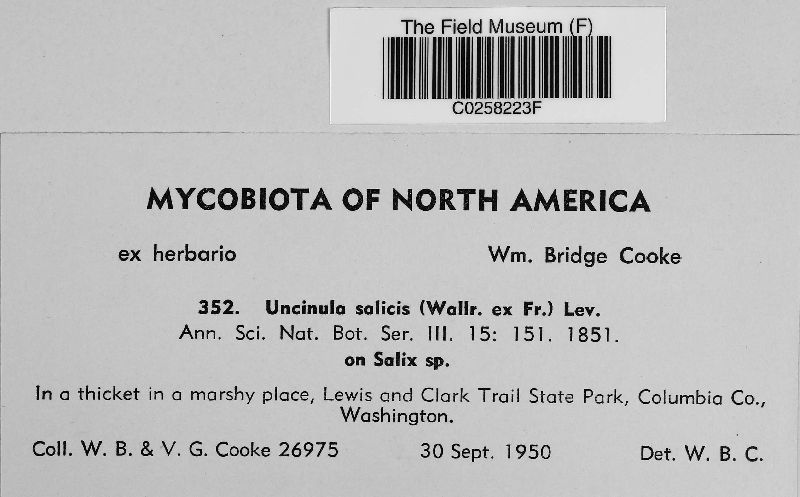 The Field Museum (F)
C0258223F
MYCOBIOTA OF NORTH AMERICA
ex herbario Wm. Bridge Cooke
352. Uncinula salicis (Wallr. ex Fr.) Lev.
Ann. Sci. Nat. Bot. Ser. III. 15: 151. 1851.
on Salix sp.
In a thicket in a marshy place, Lewis and Clark Trail State Park, Columbia Co.,
Washington.
Coll. W. B. & V. G. Cooke 26975 30 Sept. 1950 Det. W. B. C.